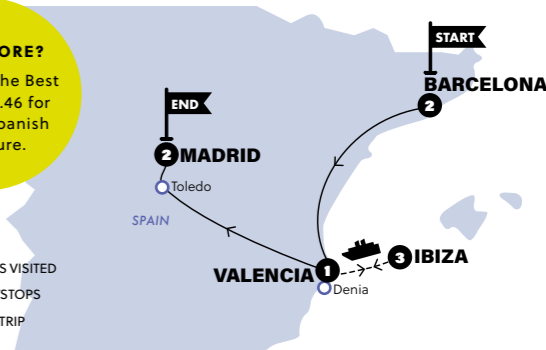 ORE?
he Best
.46 for
panish
ure.
START
BARCELONA
2
END
2 MADRID
Toledo
SPAIN
3 IBIZA
VALENCIA 1
Denia
S VISITED
STOPS
TRIP